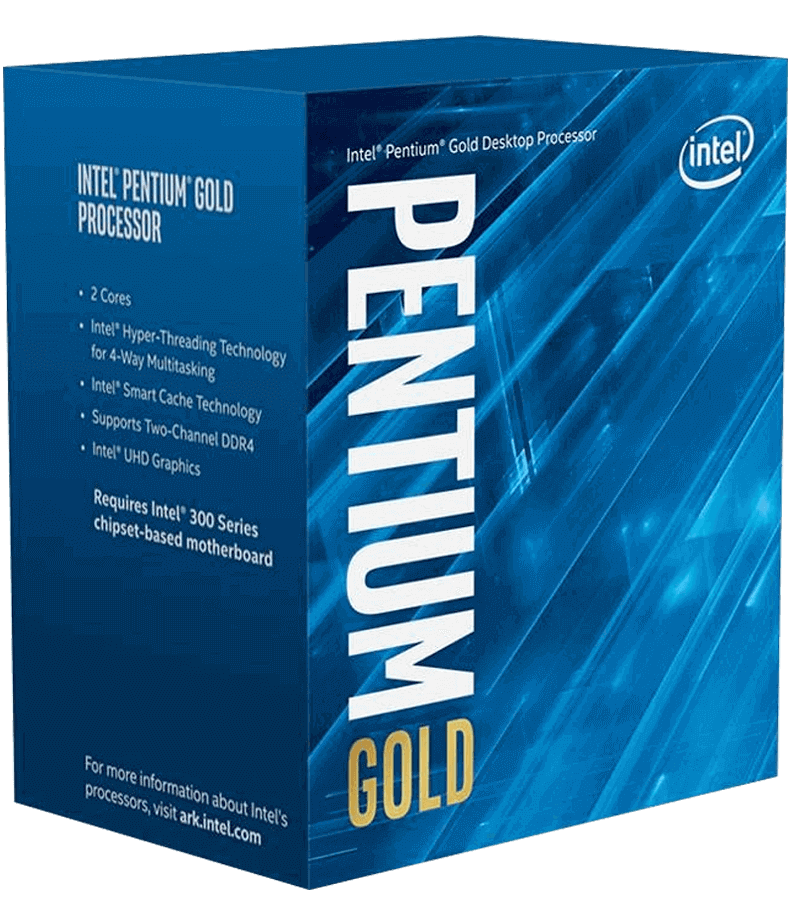 INTEL® PENTIUM® GOLD
PROCESSOR
• 2 Cores
• Intel® Hyper-Threading Technology
for 4-Way Multitasking
• Intel® Smart Cache Technology
• Supports Two-Channel DDR4
• Intel® UHD Graphics
Requires Intel® 300 Series
chipset-based motherboard
For more information about Intel's
processors, visit ark.intel.com
Intel® Pentium® Gold Desktop Processor
intel®
PENTIUM
GOLD